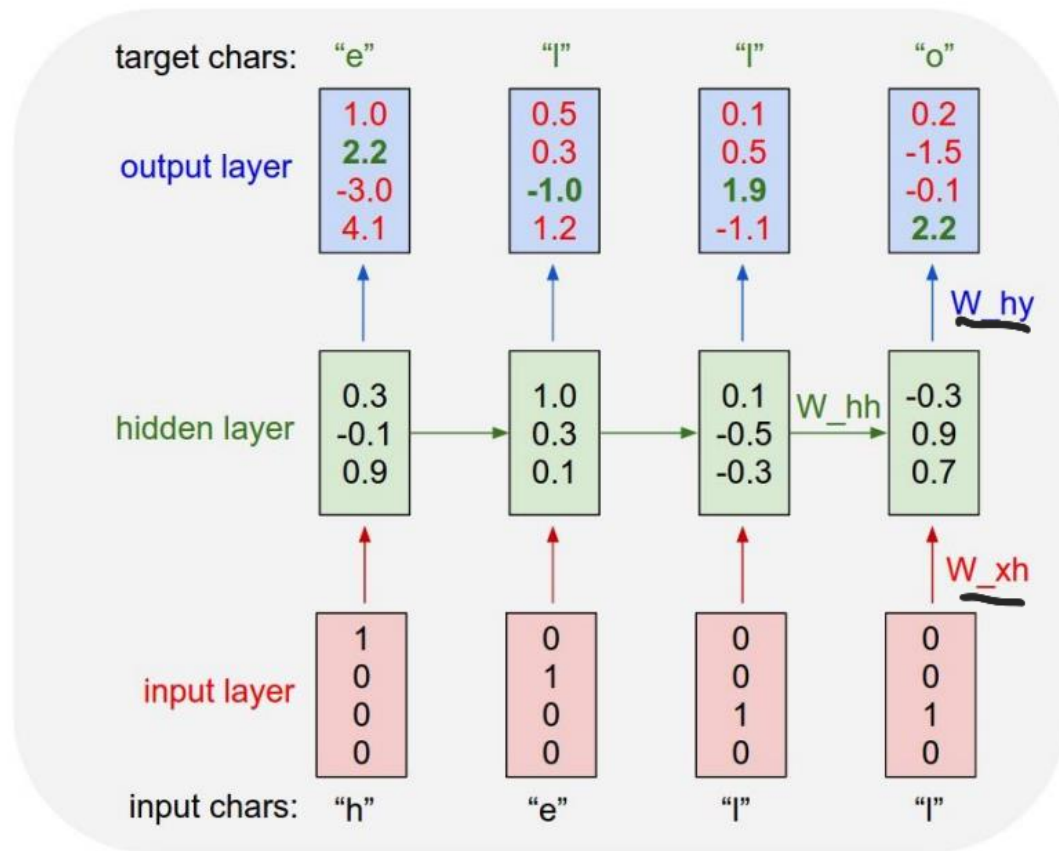 target chars: “e” “l” “l” “o”
1.0 0.5 0.1 0.2
2.2 0.3 0.5 -1.5
output layer
-3.0 -1.0 1.9 -0.1
4.1 1.2 -1.1 2.2
W_hy
0.3 1.0 0.1 -0.3
W_hh
hidden layer -0.1 0.3 -0.5 0.9
0.9 0.1 -0.3 0.7
W_xh
1 0 0 0
0 1 0 0
input layer
0 0 1 1
0 0 0 0
input chars: “h” “e” “l” “l”